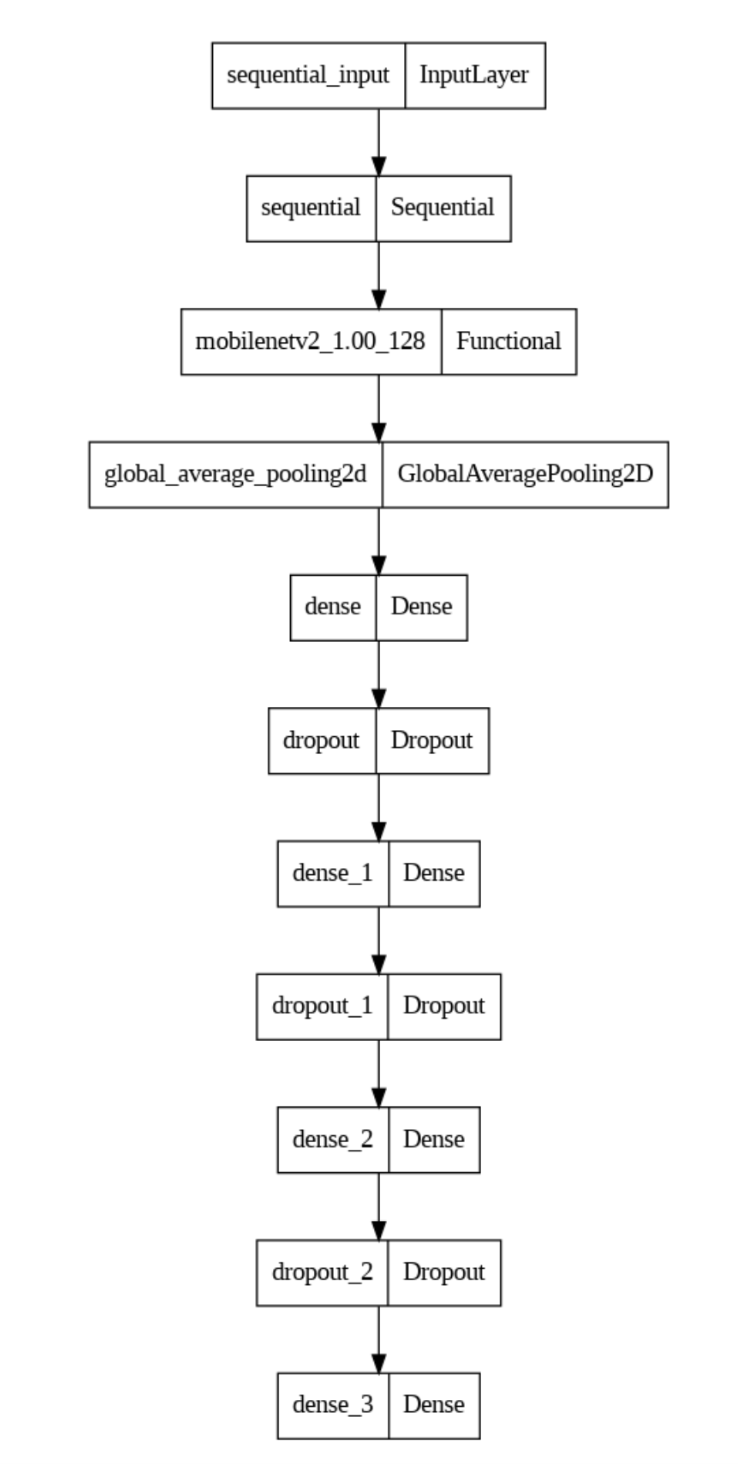 sequential_input InputLayer
sequential Sequential
mobilenetv2_1.00_128 Functional
global_average_pooling2d GlobalAveragePooling2D
dense Dense
dropout Dropout
dense_1 Dense
dropout_1 Dropout
dense_2 Dense
dropout_2 Dropout
dense_3 Dense